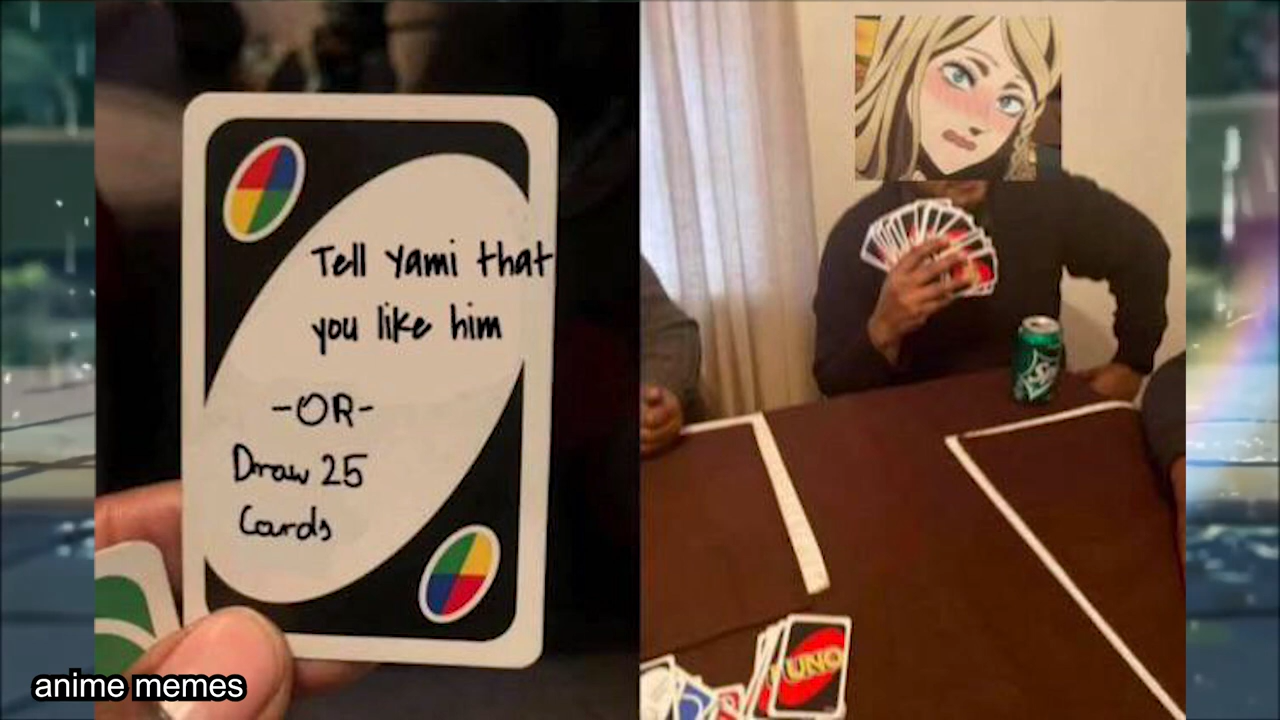 Tell Yami that
you like him
-OR-
Draw 25
Cards
UNO
anime memes